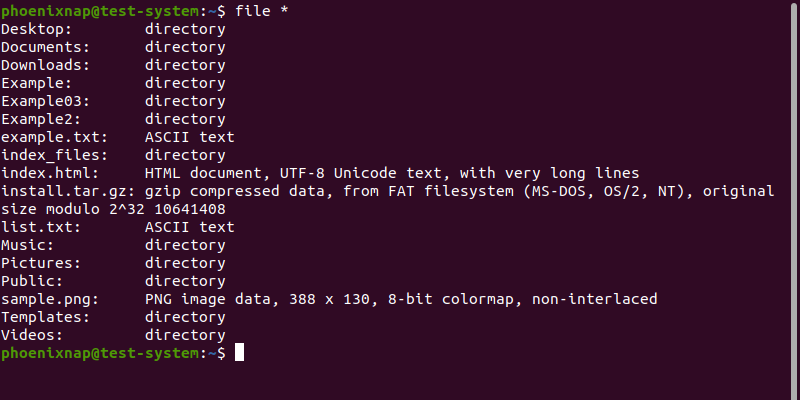 phoenixnap@test-system:~$ file *
Desktop:        directory
Documents:      directory
Downloads:      directory
Example:        directory
Example03:      directory
Example2:       directory
example.txt:    ASCII text
index_files:    directory
index.html:     HTML document, UTF-8 Unicode text, with very long lines
install.tar.gz: gzip compressed data, from FAT filesystem (MS-DOS, OS/2, NT), original
size modulo 2^32 10641408
list.txt:       ASCII text
Music:          directory
Pictures:       directory
Public:         directory
sample.png:     PNG image data, 388 x 130, 8-bit colormap, non-interlaced
Templates:      directory
Videos:         directory
phoenixnap@test-system:~$